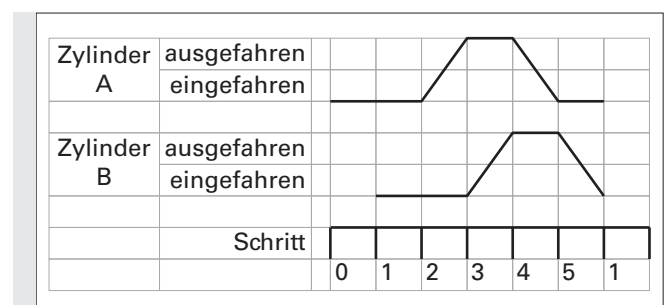 Zylinder ausgefahren
A eingefahren
Zylinder ausgefahren
B eingefahren
Schritt
0 1 2 3 4 5 1